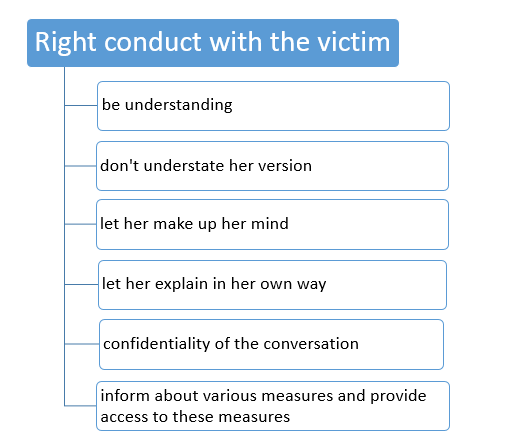 Right conduct with the victim
be understanding
don't understate her version
let her make up her mind
let her explain in her own way
confidentiality of the conversation
inform about various measures and provide
access to these measures